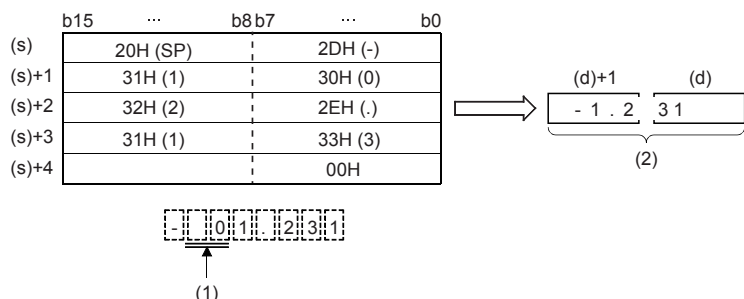 b15 ... b8 b7 ... b0
(s) 20H (SP) 2DH (-)
(s)+1 31H (1) 30H (0)
(s)+2 32H (2) 2EH (.)
(s)+3 31H (1) 33H (3)
(s)+4 00H
(d)+1 (d)
- 1 . 2 3 1
(2)
- 0 1 . 2 3 1
(1)